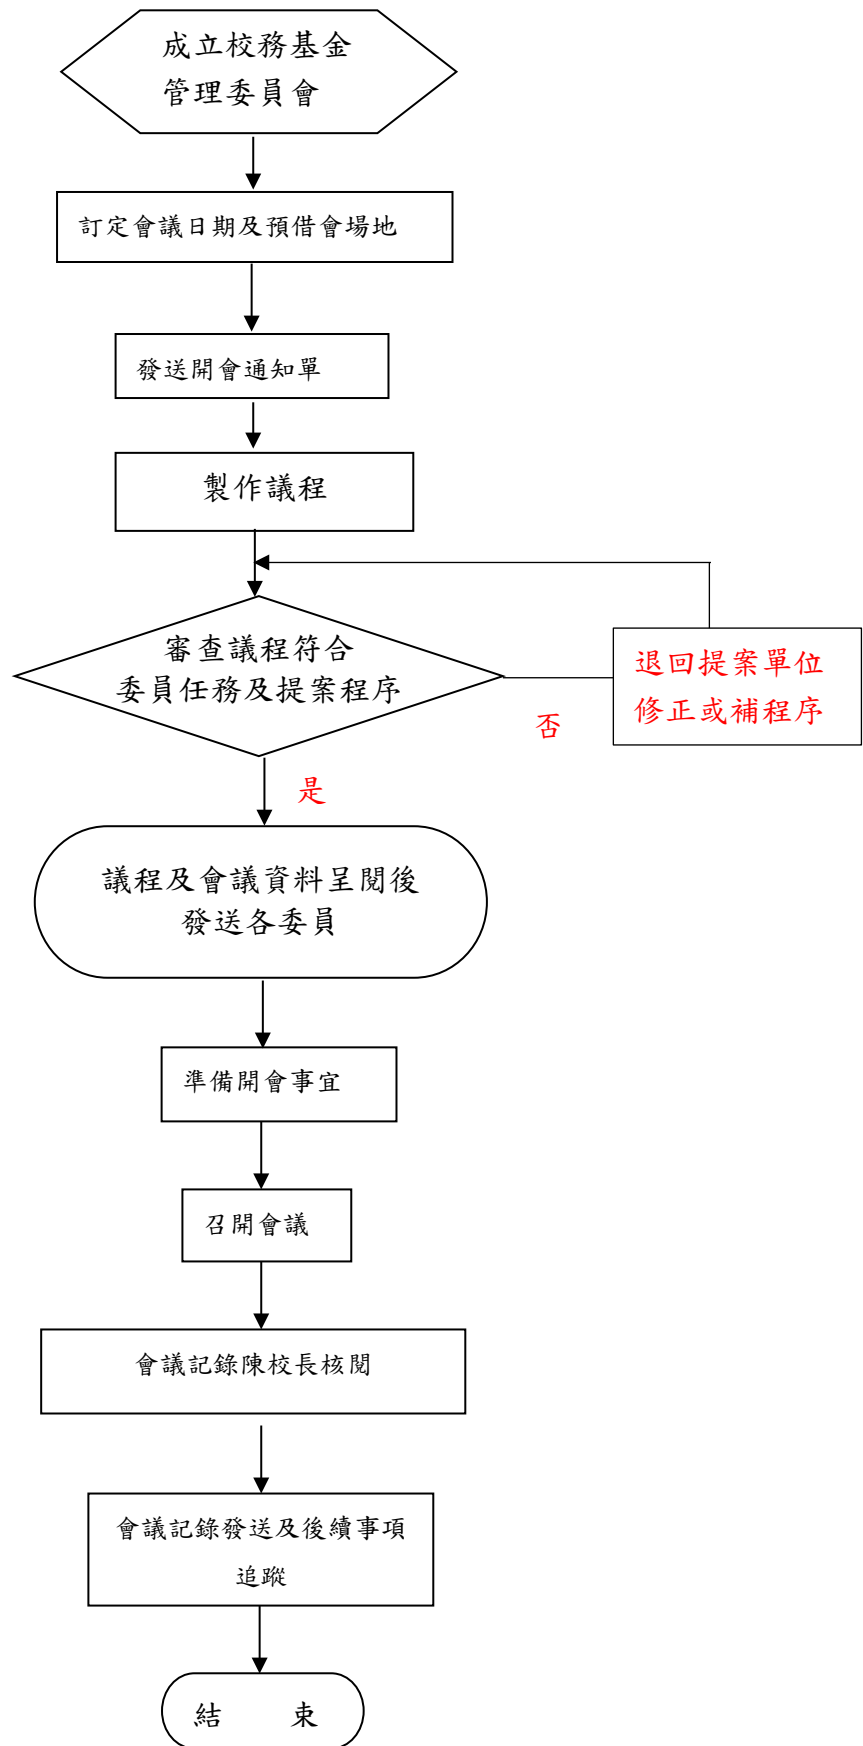 成立校務基金
管理委員會
訂定會議日期及預借會場地
發送開會通知單
製作議程
審查議程符合
委員任務及提案程序
退回提案單位
修正或補程序
否
是
議程及會議資料呈閱後
發送各委員
準備開會事宜
召開會議
會議記錄陳校長核閱
會議記錄發送及後續事項
追蹤
結 束